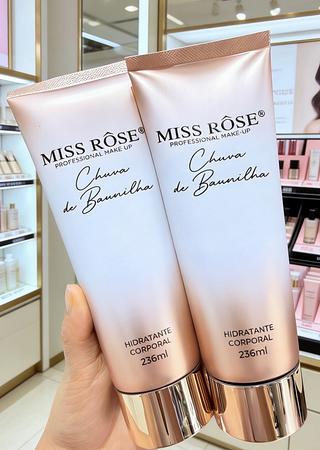 MISS RÔSE®
PROFESSIONAL MAKE-UP
Chuva
de Baunilha
HIDRATANTE
CORPORAL
236ml
MISS RÔSE®
PROFESSIONAL MAKE-UP
Chuva
de Baunilha
HIDRATANTE
CORPORAL
236ml